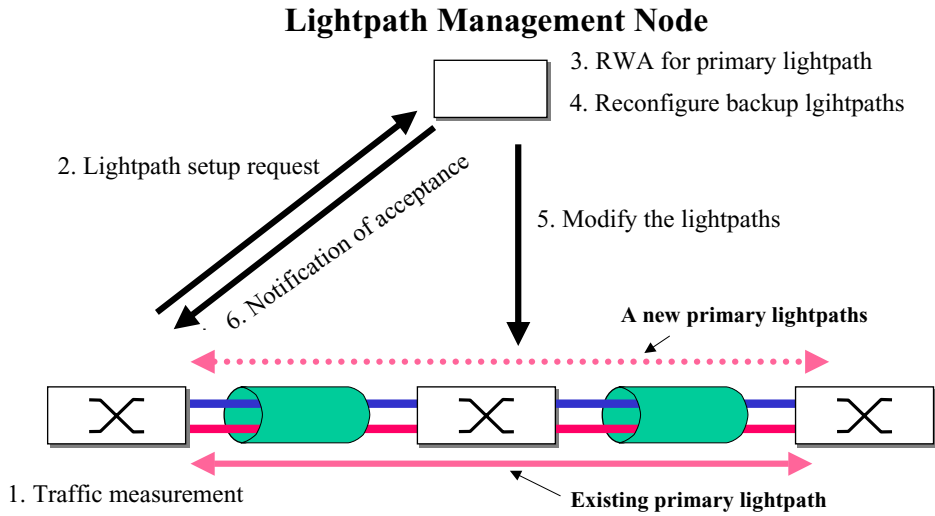 Lightpath Management Node
3. RWA for primary lightpath
4. Reconfigure backup lgihtpaths
2. Lightpath setup request
6. Notification of acceptance
5. Modify the lightpaths
A new primary lightpaths
1. Traffic measurement
Existing primary lightpath